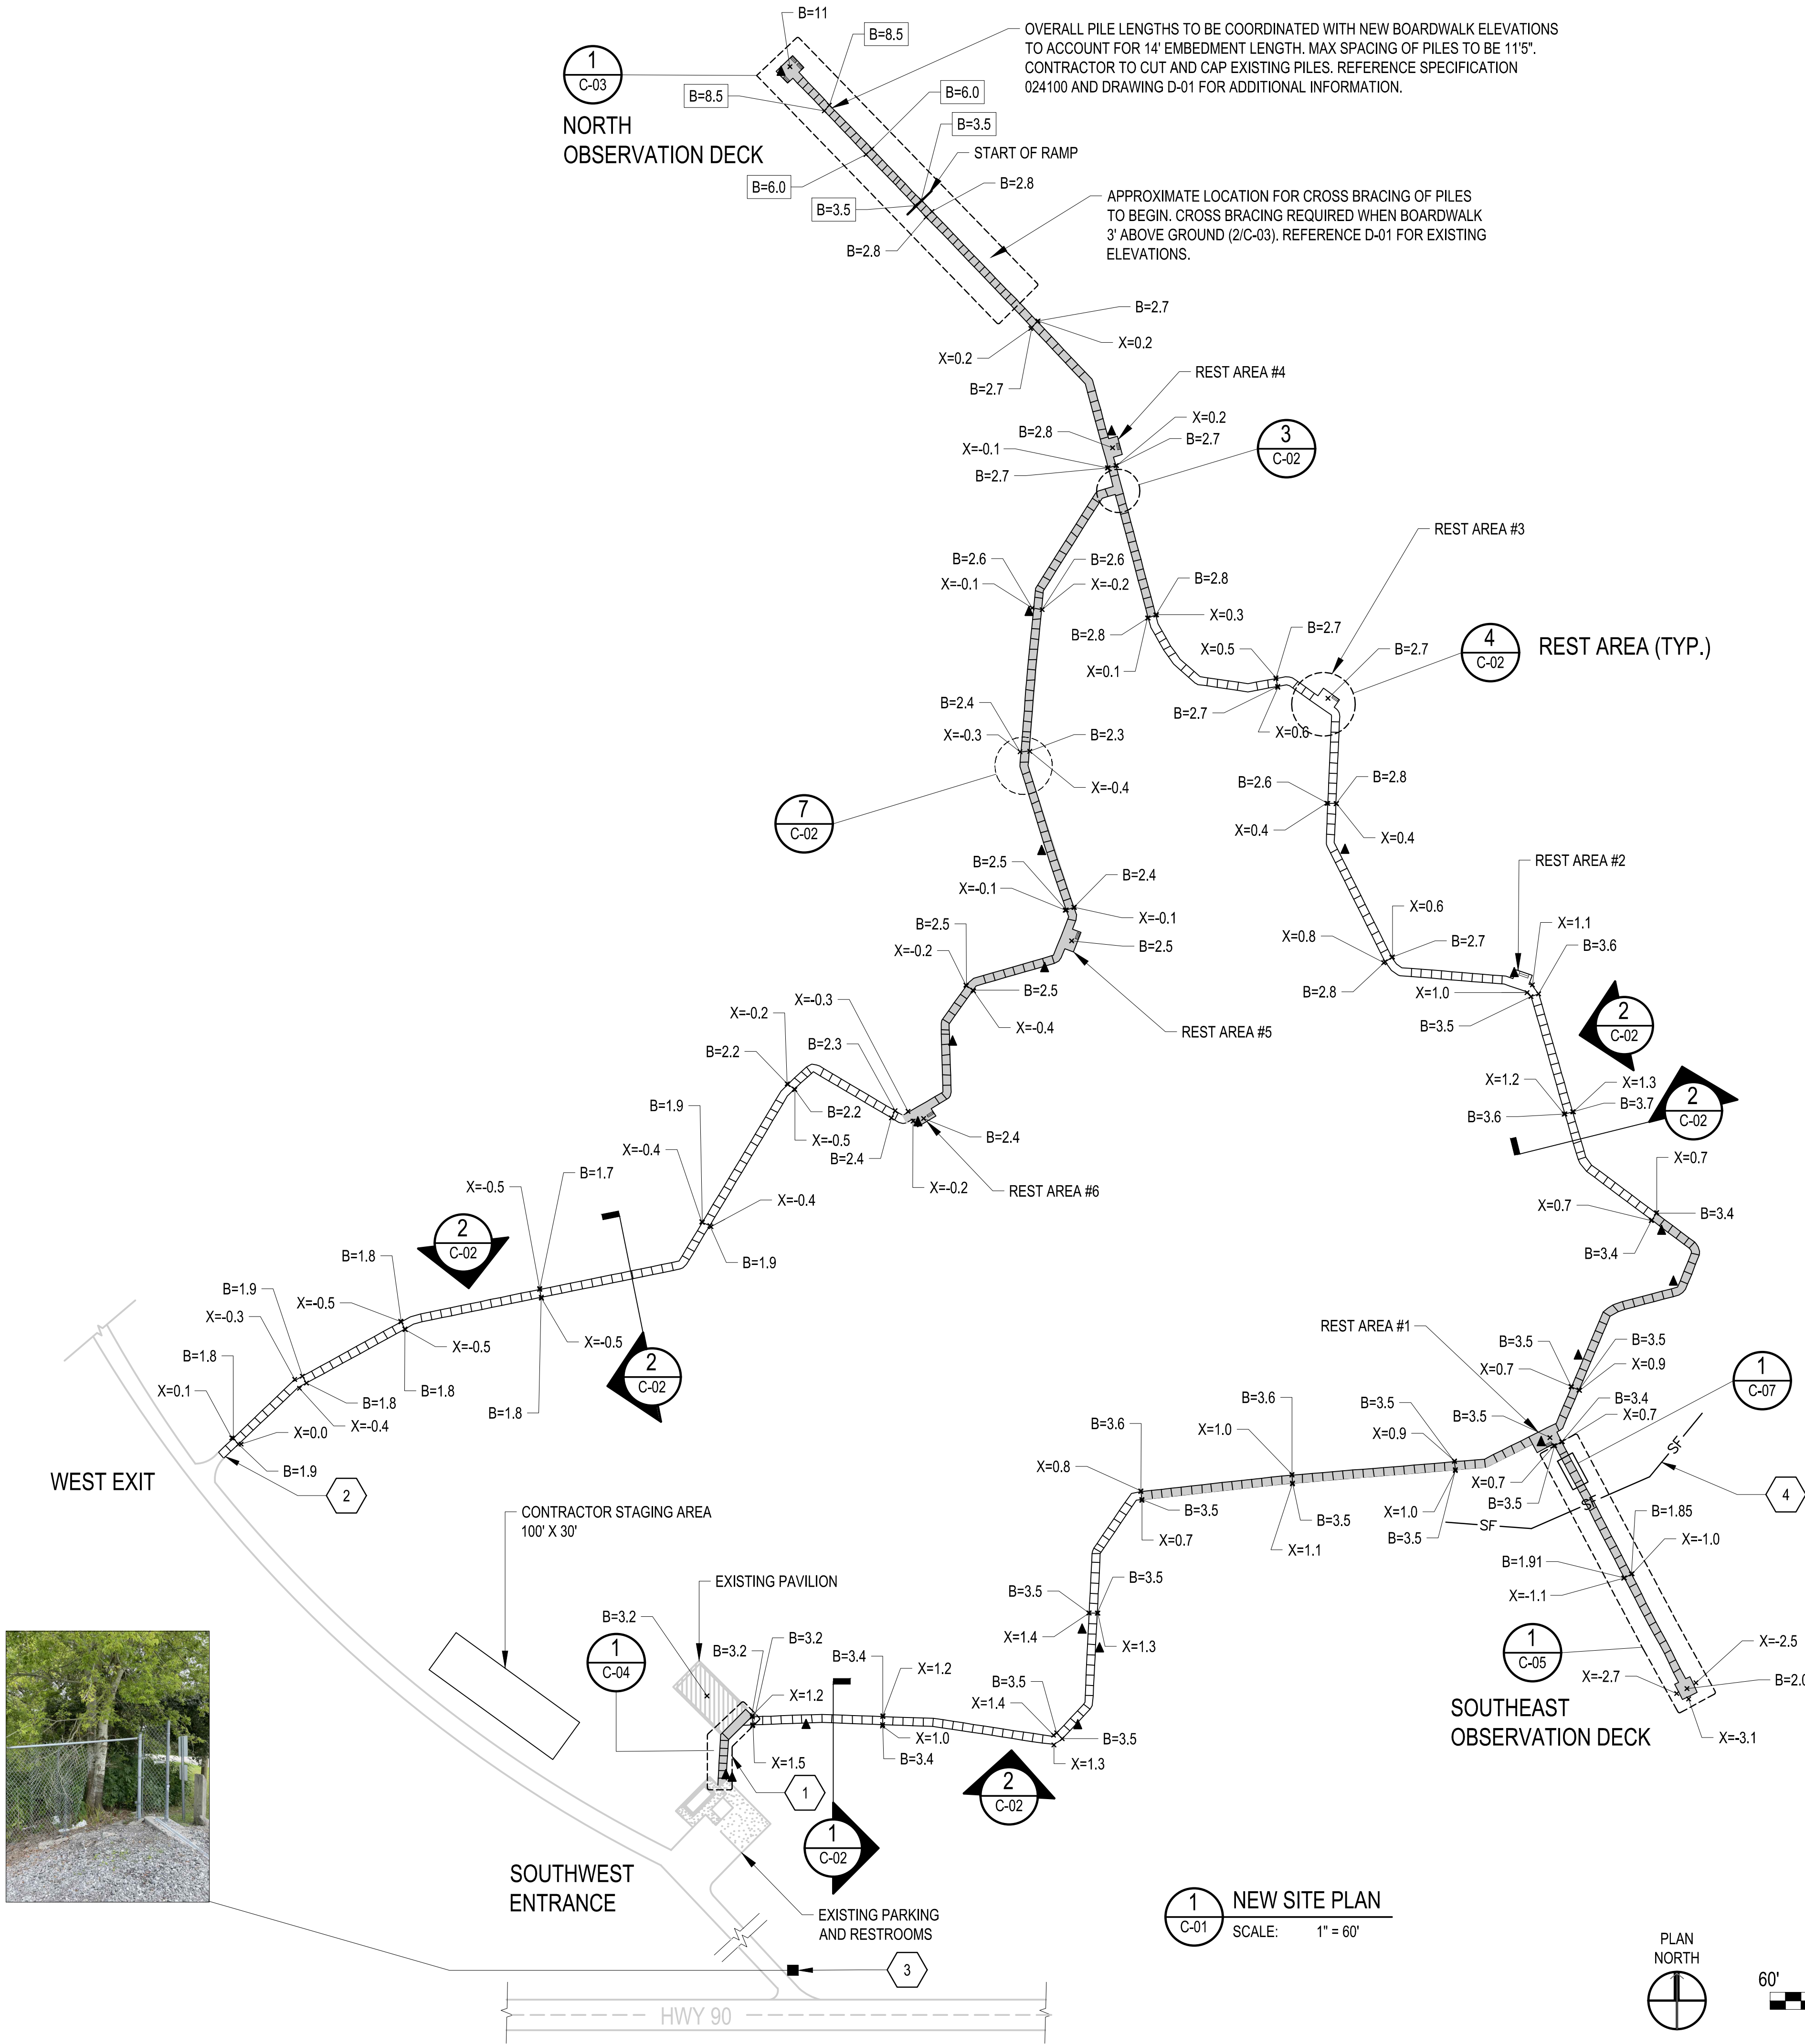 B=11
B=8.5
OVERALL PILE LENGTHS TO BE COORDINATED WITH NEW BOARDWALK ELEVATIONS
TO ACCOUNT FOR 14' EMBEDMENT LENGTH. MAX SPACING OF PILES TO BE 11'5".
CONTRACTOR TO CUT AND CAP EXISTING PILES. REFERENCE SPECIFICATION
024100 AND DRAWING D-01 FOR ADDITIONAL INFORMATION.
1
C-03
NORTH
OBSERVATION DECK
B=8.5
B=6.0
B=3.5
START OF RAMP
B=6.0
B=2.8
B=3.5
B=2.8
APPROXIMATE LOCATION FOR CROSS BRACING OF PILES
TO BEGIN. CROSS BRACING REQUIRED WHEN BOARDWALK
3' ABOVE GROUND (2/C-03). REFERENCE D-01 FOR EXISTING
ELEVATIONS.
B=2.7
X=0.2
X=0.2
B=2.7
REST AREA #4
X=0.2
B=2.8
B=2.7
X=-0.1
B=2.7
3
C-02
REST AREA #3
B=2.6
B=2.6
X=-0.1
X=-0.2
B=2.8
X=0.3
B=2.8
X=0.1
X=0.5
B=2.7
B=2.7
4
C-02
REST AREA (TYP.)
B=2.7
X=0.6
B=2.4
X=-0.3
B=2.3
X=-0.4
7
C-02
B=2.6
B=2.8
X=0.4
X=0.4
B=2.5
B=2.4
X=-0.1
X=-0.1
B=2.5
REST AREA #2
X=0.6
X=1.1
X=0.8
B=2.7
B=3.6
B=2.8
X=1.0
B=3.5
B=2.5
X=-0.2
B=2.5
X=-0.4
REST AREA #5
2
C-02
X=-0.3
X=-0.2
B=2.3
B=2.2
B=2.2
X=-0.5
B=2.4
B=2.4
X=-0.2
REST AREA #6
X=1.2
X=1.3
B=3.6
B=3.7
2
C-02
X=0.7
X=0.7
B=3.4
B=3.4
B=1.9
X=-0.4
X=-0.4
B=1.9
B=1.7
X=-0.5
2
C-02
B=1.8
X=-0.5
B=1.9
X=-0.3
X=-0.5
X=-0.5
B=1.8
B=1.8
B=1.8
X=0.1
B=1.8
X=-0.4
X=0.0
B=1.9
2
C-02
WEST EXIT
2
REST AREA #1
B=3.5
B=3.5
X=0.7
X=0.9
1
C-07
B=3.5
B=3.4
X=0.7
X=0.7
B=3.5
B=3.6
B=3.6
B=3.5
X=1.0
X=0.9
X=0.8
B=3.5
X=0.7
B=3.5
X=1.1
X=1.0
B=3.5
SF
SF
SF
4
B=1.85
X=-1.0
B=1.91
X=-1.1
CONTRACTOR STAGING AREA
100' X 30'
EXISTING PAVILION
B=3.2
1
C-04
B=3.2
B=3.2
X=1.2
B=3.4
X=1.2
X=1.0
B=3.4
X=1.5
1
B=3.5
B=3.5
X=1.4
X=1.3
B=3.5
X=1.4
B=3.5
X=1.3
1
C-05
SOUTHEAST
OBSERVATION DECK
X=-2.5
X=-2.7
X=-3.1
2
C-02
1
C-02
SOUTHWEST
ENTRANCE
EXISTING PARKING
AND RESTROOMS
3
HWY 90
1
C-01
NEW SITE PLAN
SCALE: 1" = 60'
PLAN
NORTH
60'